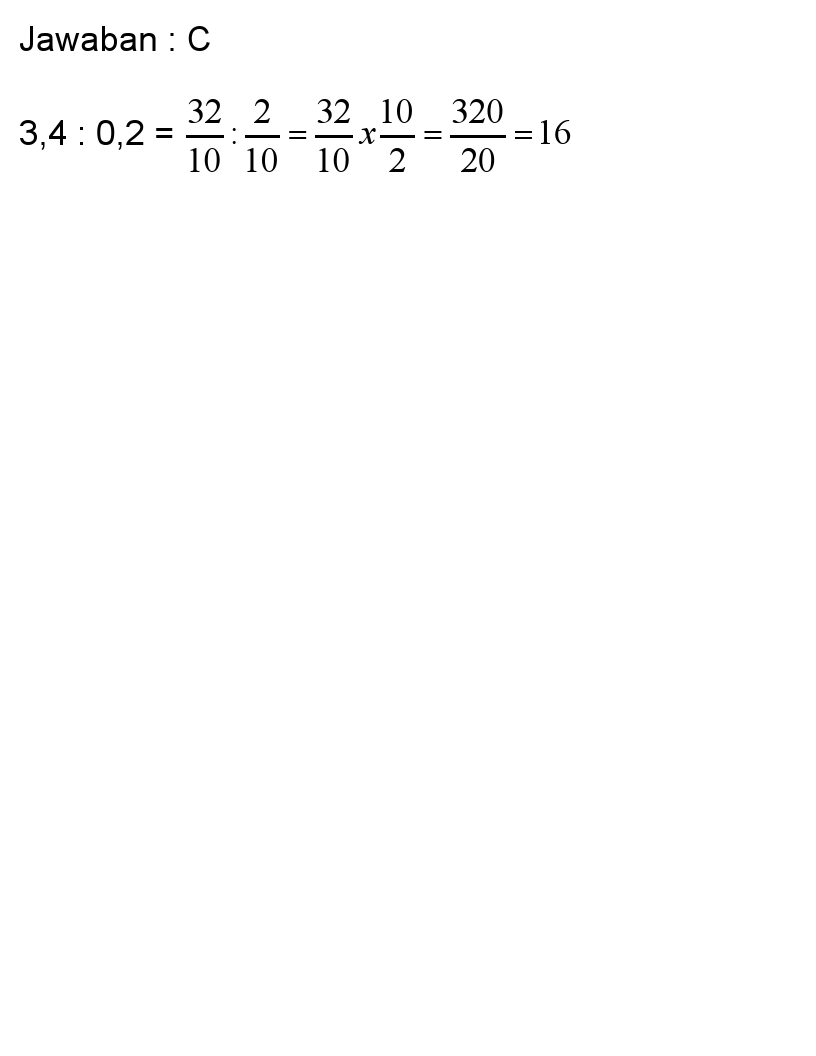 Jawaban : C
3,4 : 0,2 = 32/10 : 2/10 = 32/10 x 10/2 = 320/20 = 16